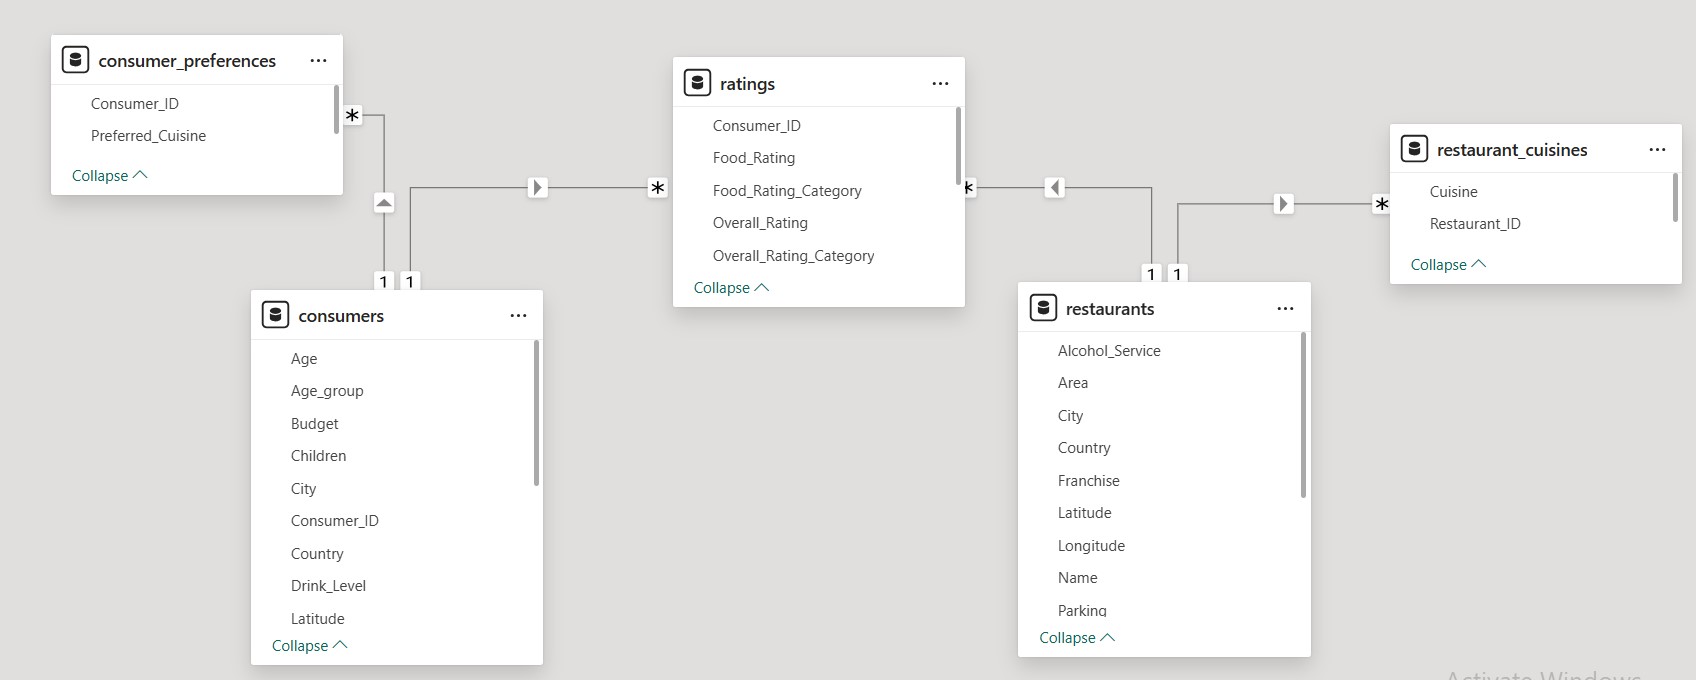 consumer_preferences ...
Consumer_ID
Preferred_Cuisine
Collapse
* 
1 1
consumers ...
Age
Age_group
Budget
Children
City
Consumer_ID
Country
Drink_Level
Latitude
Collapse
*
ratings ...
Consumer_ID
Food_Rating
Food_Rating_Category
Overall_Rating
Overall_Rating_Category
Collapse
*
1 1
restaurants ...
Alcohol_Service
Area
City
Country
Franchise
Latitude
Longitude
Name
Parking
Collapse
*
restaurant_cuisines ...
Cuisine
Restaurant_ID
Collapse
Activate Windows